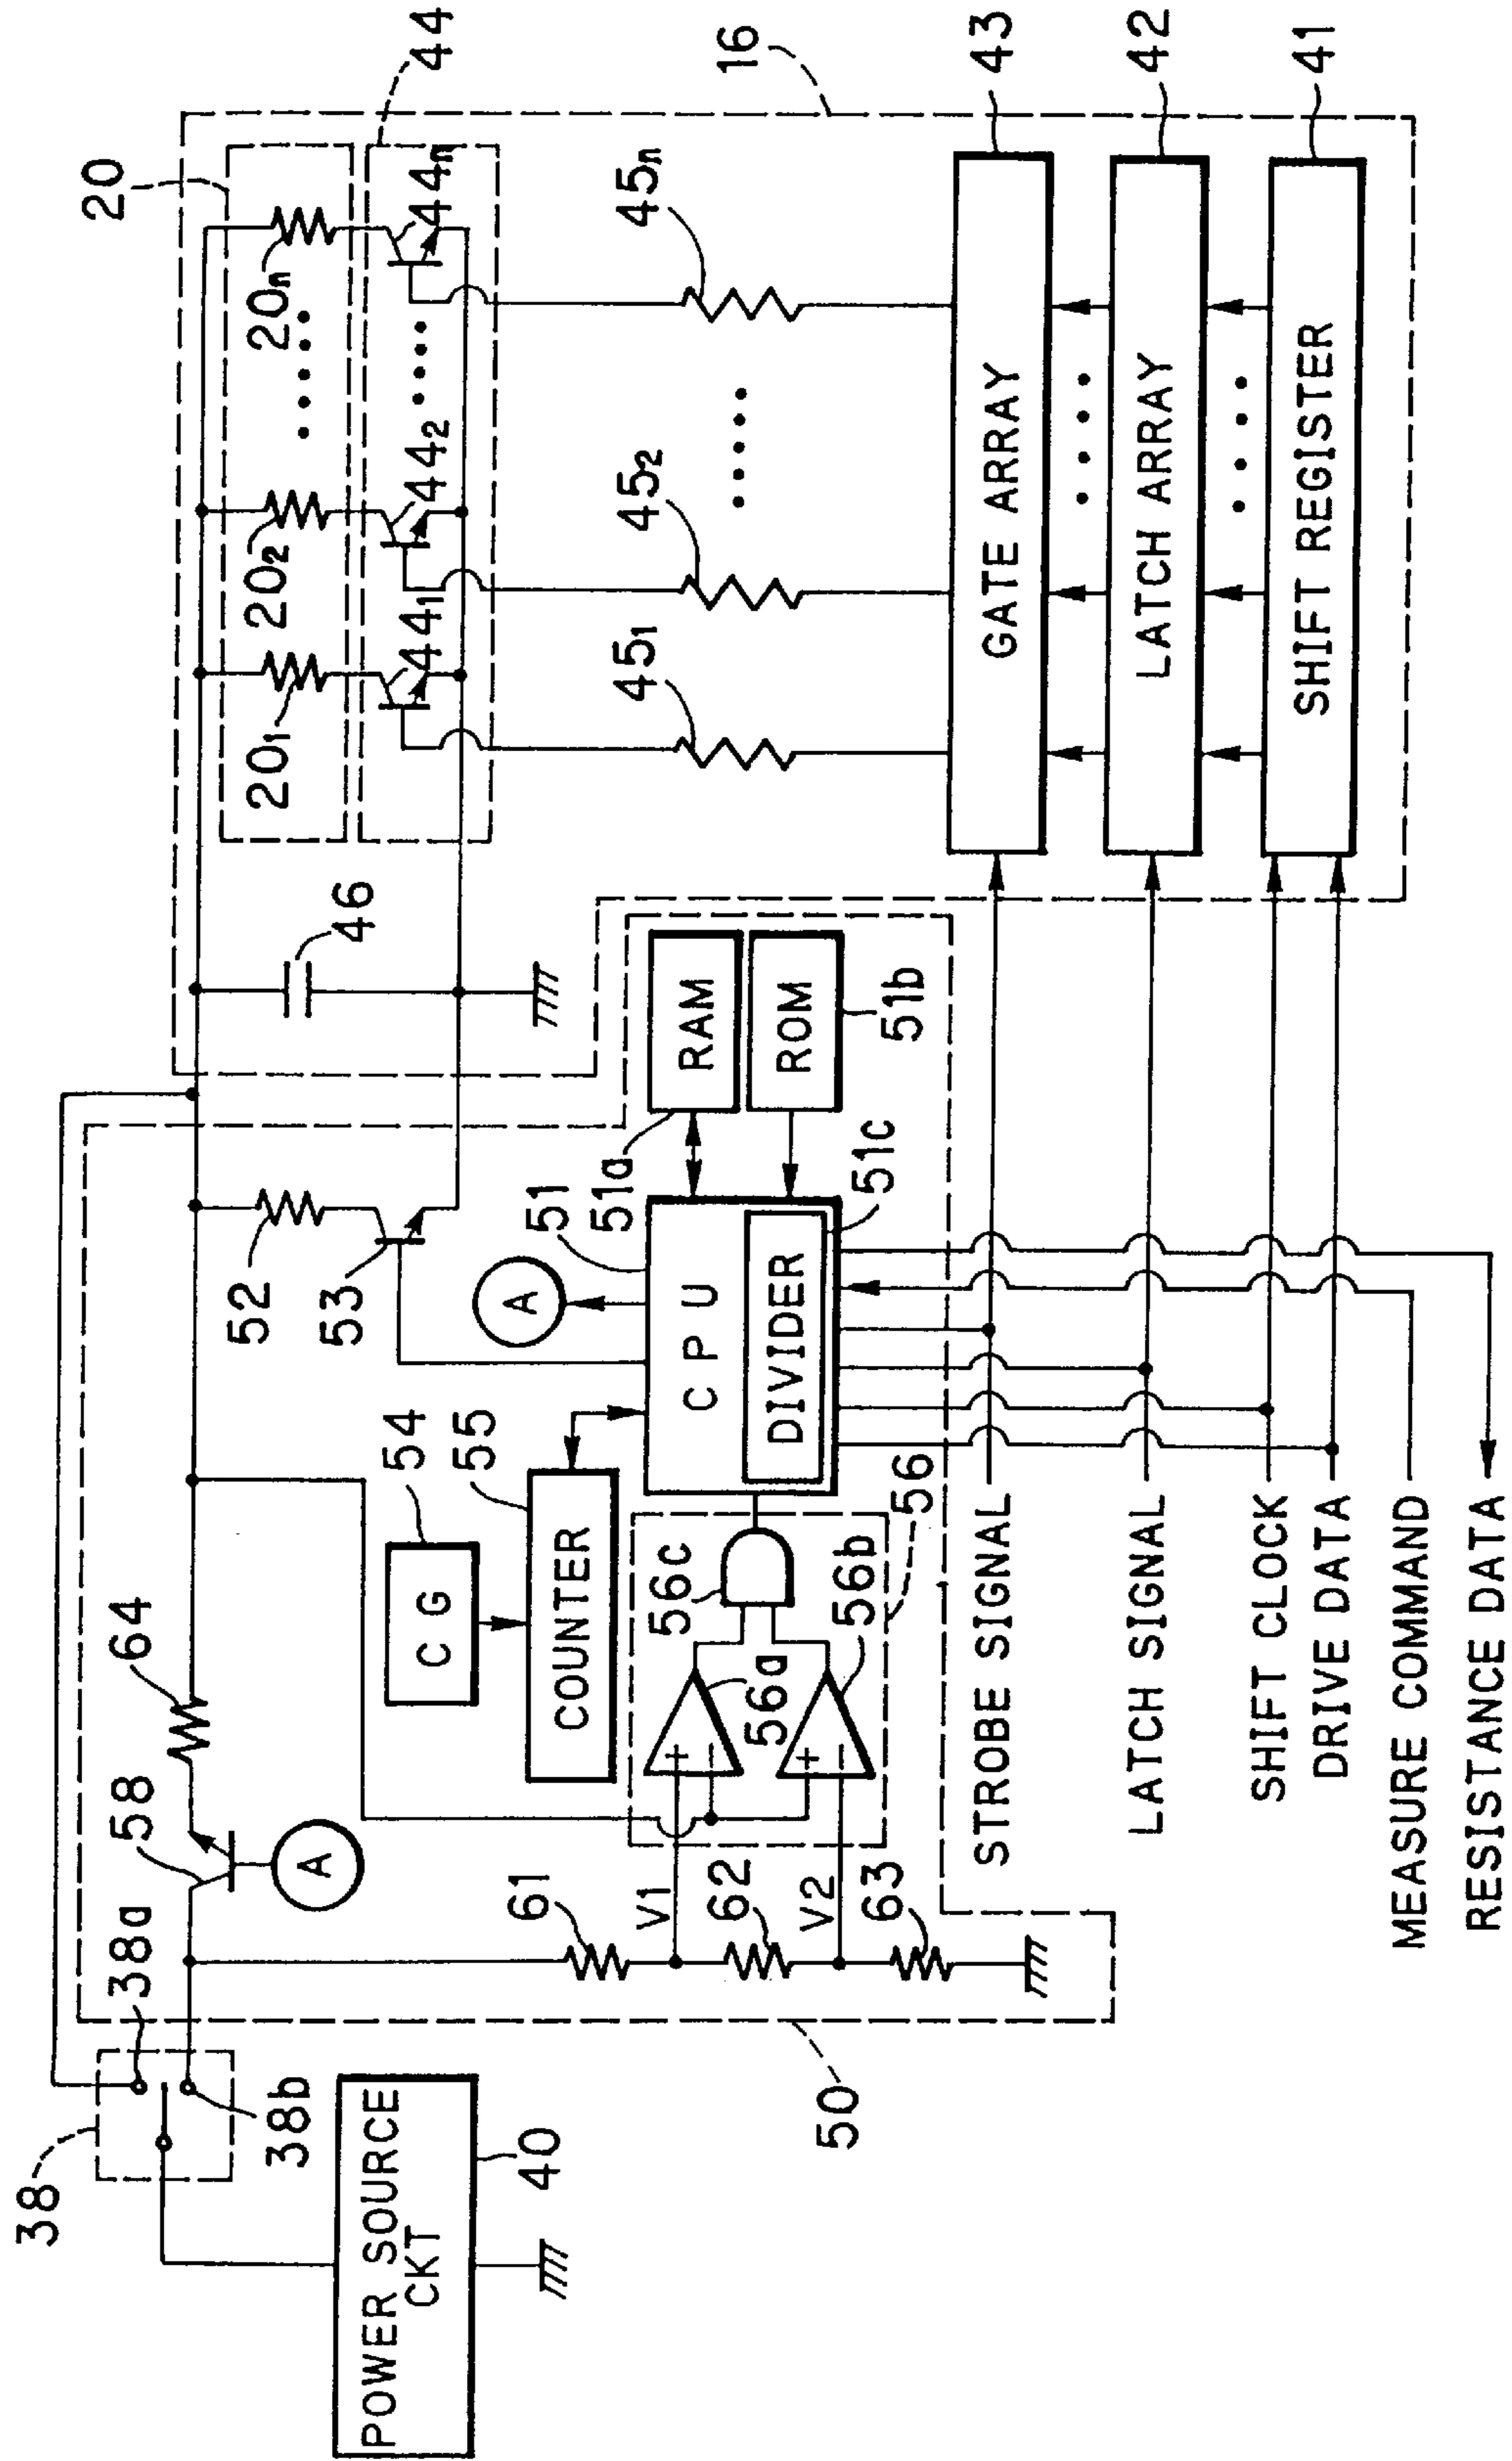 38
38a
38b
POWER SOURCE
CKT
40
58
A
64
52
53
46
20
20₁
20₂
20n
44
44₁
44₂
44n
16
61
V1
62
V2
63
50
C G
54
COUNTER
55
A
51
C P U
DIVIDER
51c
RAM
51a
ROM
51b
56
56a
56b
56c
45₁
45₂
45n
GATE ARRAY
43
LATCH ARRAY
42
SHIFT REGISTER
41
STROBE SIGNAL
LATCH SIGNAL
SHIFT CLOCK
DRIVE DATA
MEASURE COMMAND
RESISTANCE DATA